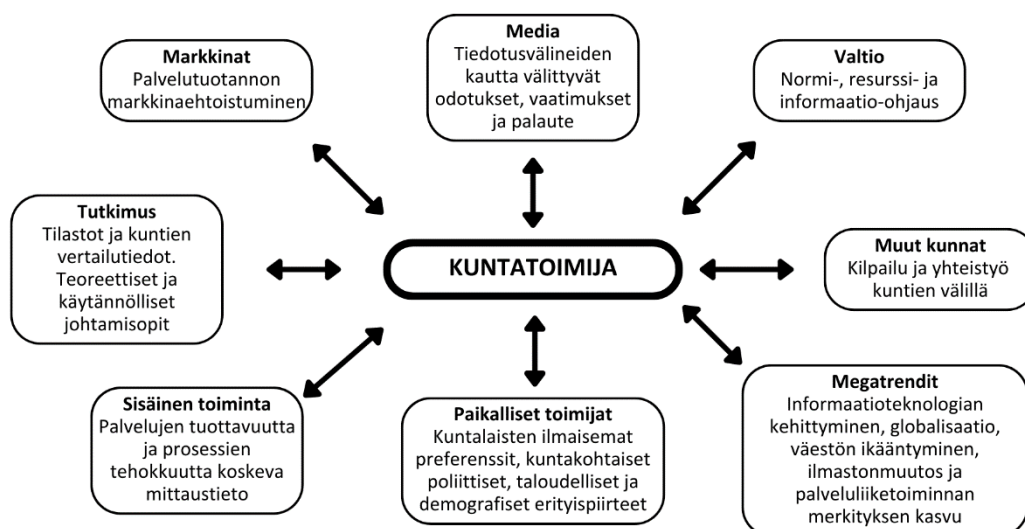 Markkinat
Palvelutuotannon
markkinaehtoistuminen
Media
Tiedotusvälineiden
kautta välittyvät
odotukset, vaatimukset
ja palaute
Valtio
Normi-, resurssi- ja
informaatio-ohjaus
Tutkimus
Tilastot ja kuntien
vertailutiedot.
Teoreettiset ja
käytännölliset
johtamisopit
KUNTATOIMIJA
Muut kunnat
Kilpailu ja yhteistyö
kuntien välillä
Sisäinen toiminta
Palvelujen tuottavuutta
ja prosessien
tehokkuutta koskeva
mittaustieto
Paikalliset toimijat
Kuntalaisten ilmaisemat
preferenssit, kuntakohtaiset
poliittiset, taloudelliset ja
demografiset erityispiirteet
Megatrendit
Informaatioteknologian
kehittyminen, globalisaatio,
väestön ikääntyminen,
ilmastonmuutos ja
palveluliiketoiminnan
merkityksen kasvu